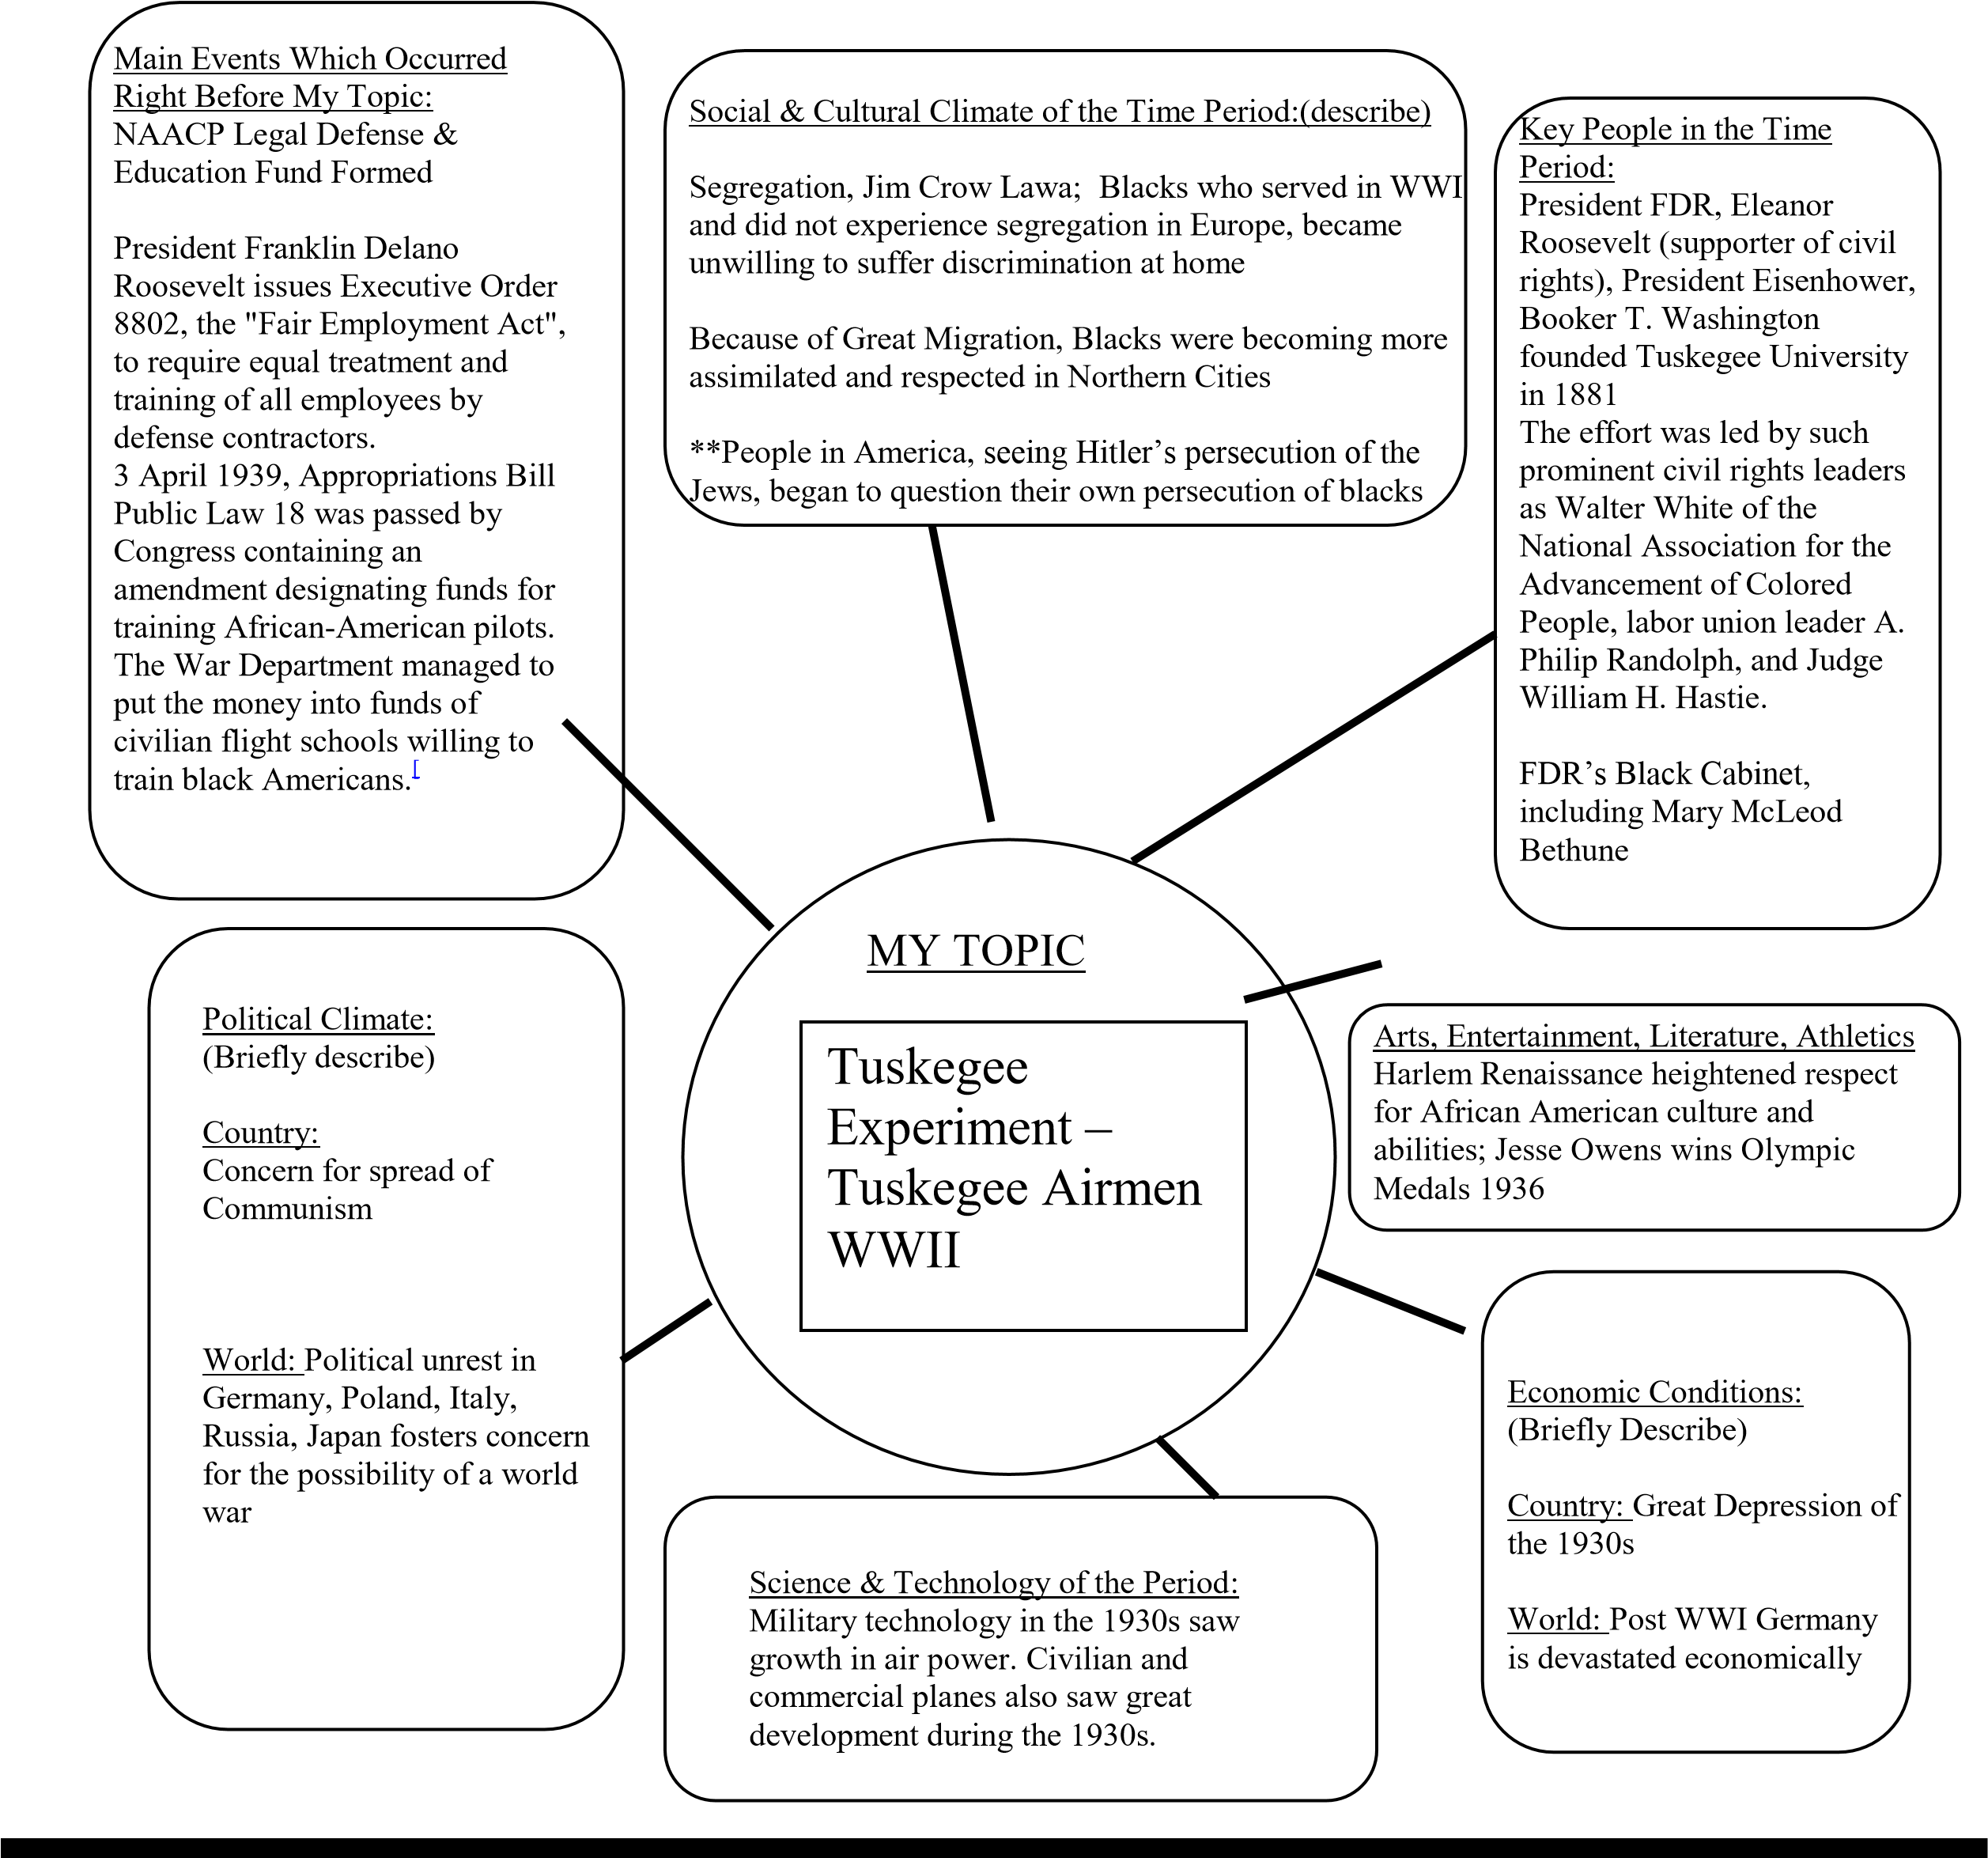 Main Events Which Occurred
Right Before My Topic:
NAACP Legal Defense &
Education Fund Formed
President Franklin Delano
Roosevelt issues Executive Order
8802, the "Fair Employment Act",
to require equal treatment and
training of all employees by
defense contractors.
3 April 1939, Appropriations Bill
Public Law 18 was passed by
Congress containing an
amendment designating funds for
training African-American pilots.
The War Department managed to
put the money into funds of
civilian flight schools willing to
train black Americans.[
Social & Cultural Climate of the Time Period:(describe)
Segregation, Jim Crow Lawa;  Blacks who served in WWI
and did not experience segregation in Europe, became
unwilling to suffer discrimination at home
Because of Great Migration, Blacks were becoming more
assimilated and respected in Northern Cities
**People in America, seeing Hitler’s persecution of the
Jews, began to question their own persecution of blacks
Key People in the Time
Period:
President FDR, Eleanor
Roosevelt (supporter of civil
rights), President Eisenhower,
Booker T. Washington
founded Tuskegee University
in 1881
The effort was led by such
prominent civil rights leaders
as Walter White of the
National Association for the
Advancement of Colored
People, labor union leader A.
Philip Randolph, and Judge
William H. Hastie.
FDR’s Black Cabinet,
including Mary McLeod
Bethune
MY TOPIC
Tuskegee
Experiment –
Tuskegee Airmen
WWII
Political Climate:
(Briefly describe)
Country:
Concern for spread of
Communism
World: Political unrest in
Germany, Poland, Italy,
Russia, Japan fosters concern
for the possibility of a world
war
Arts, Entertainment, Literature, Athletics
Harlem Renaissance heightened respect
for African American culture and
abilities; Jesse Owens wins Olympic
Medals 1936
Economic Conditions:
(Briefly Describe)
Country: Great Depression of
the 1930s
World: Post WWI Germany
is devastated economically
Science & Technology of the Period:
Military technology in the 1930s saw
growth in air power. Civilian and
commercial planes also saw great
development during the 1930s.